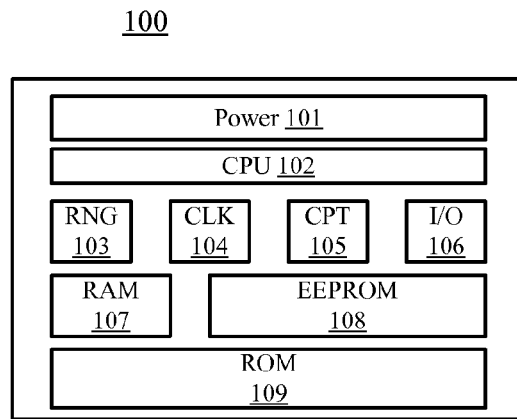 100
Power 101
CPU 102
RNG CLK CPT I/O
103 104 105 106
RAM EEPROM
107 108
ROM
109